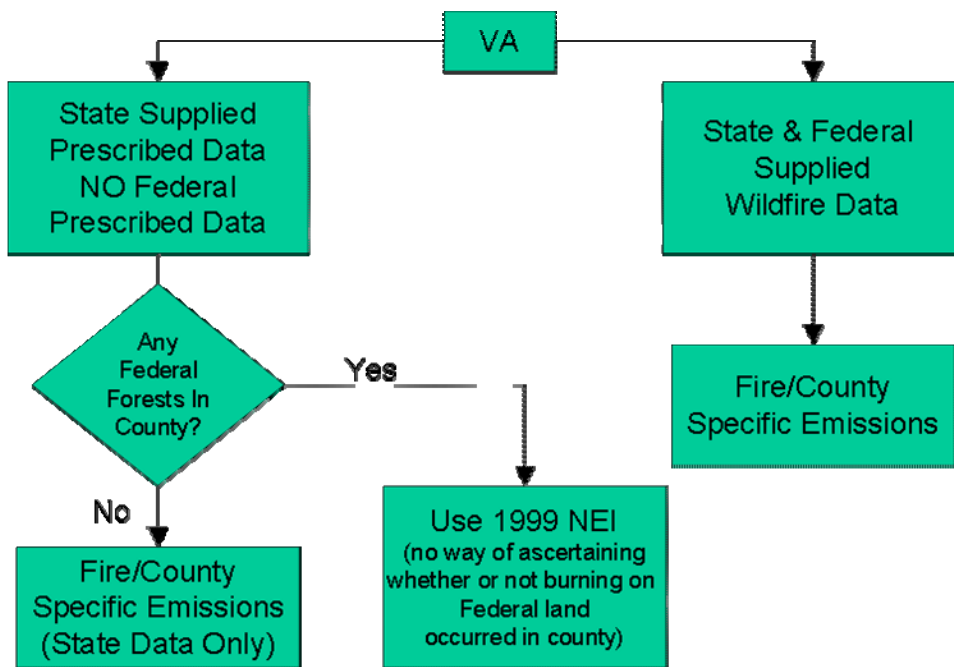 VA
State Supplied
Prescribed Data
NO Federal
Prescribed Data
State & Federal
Supplied
Wildfire Data
Any
Federal
Forests In
County?
Yes
Fire/County
Specific Emissions
No
Use 1999 NEI
(no way of ascertaining
whether or not burning on
Federal land
occurred in county)
Fire/County
Specific Emissions
(State Data Only)